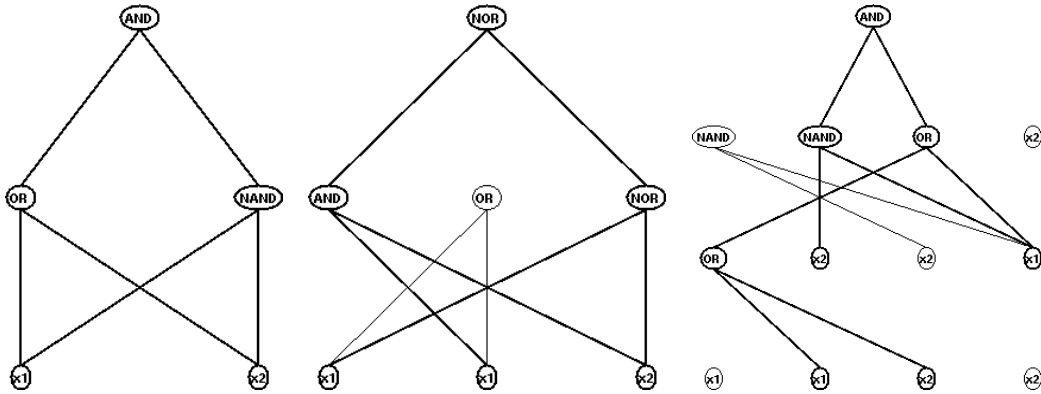 AND
OR NAND
x1 x2
NOR
AND OR NOR
x1 x1 x2
AND
NAND NAND OR x2
OR x2 x2 x1
x1 x1 x2 x2